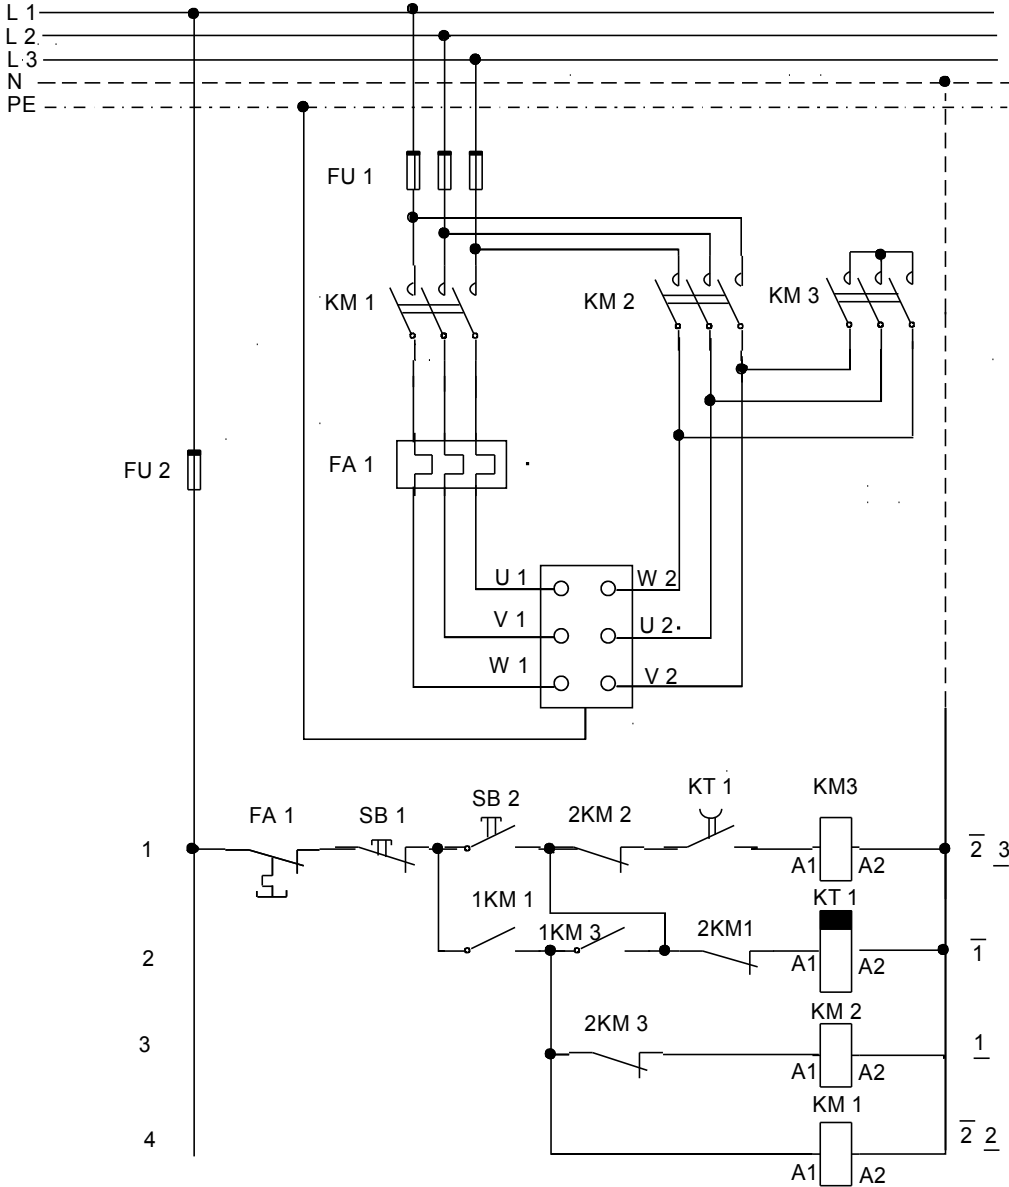 L 1
L 2
L 3
N
PE
FU 1
KM 1
KM 2
KM 3
FU 2
FA 1
U 1
W 2
V 1
U 2
W 1
V 2
FA 1
SB 1
SB 2
2KM 2
KT 1
KM3
1
A1
A2
2
3
1KM 1
1KM 3
2KM1
KT 1
2
A1
A2
1
2KM 3
KM 2
3
A1
A2
1
KM 1
4
A1
A2
2
2